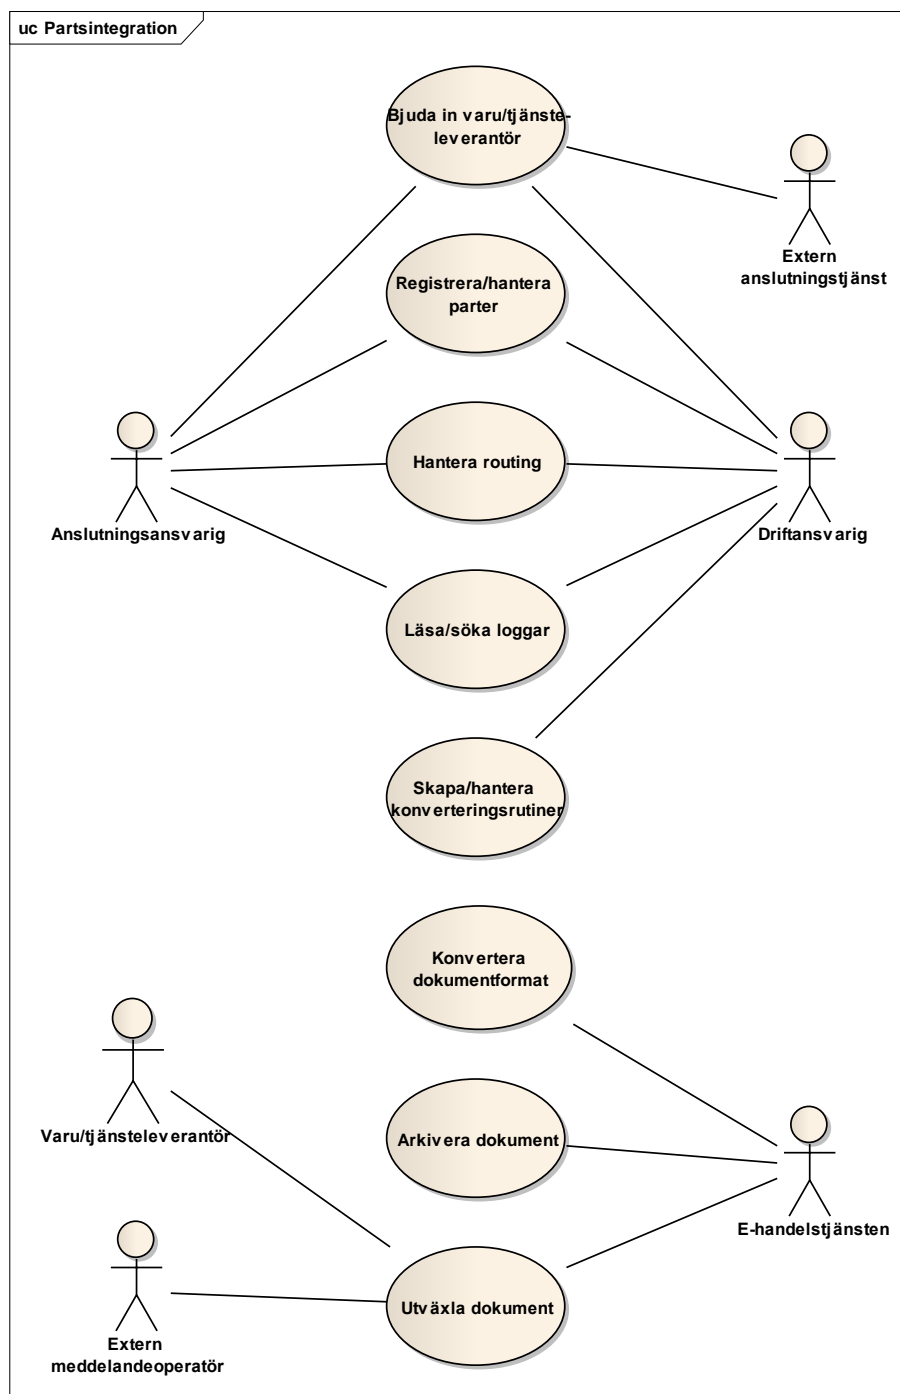 uc Partsintegration
Bjuda in varu/tjänste-
leverantör
Extern
anslutningstjänst
Registrera/hantera
parter
Anslutningsansvarig
Hantera routing
Driftansvarig
Läsa/söka loggar
Skapa/hantera
konverteringsrutiner
Konvertera
dokumentformat
Varu/tjänsteleverantör
Arkivera dokument
E-handelstjänsten
Extern
meddelandeoperatör
Utväxla dokument